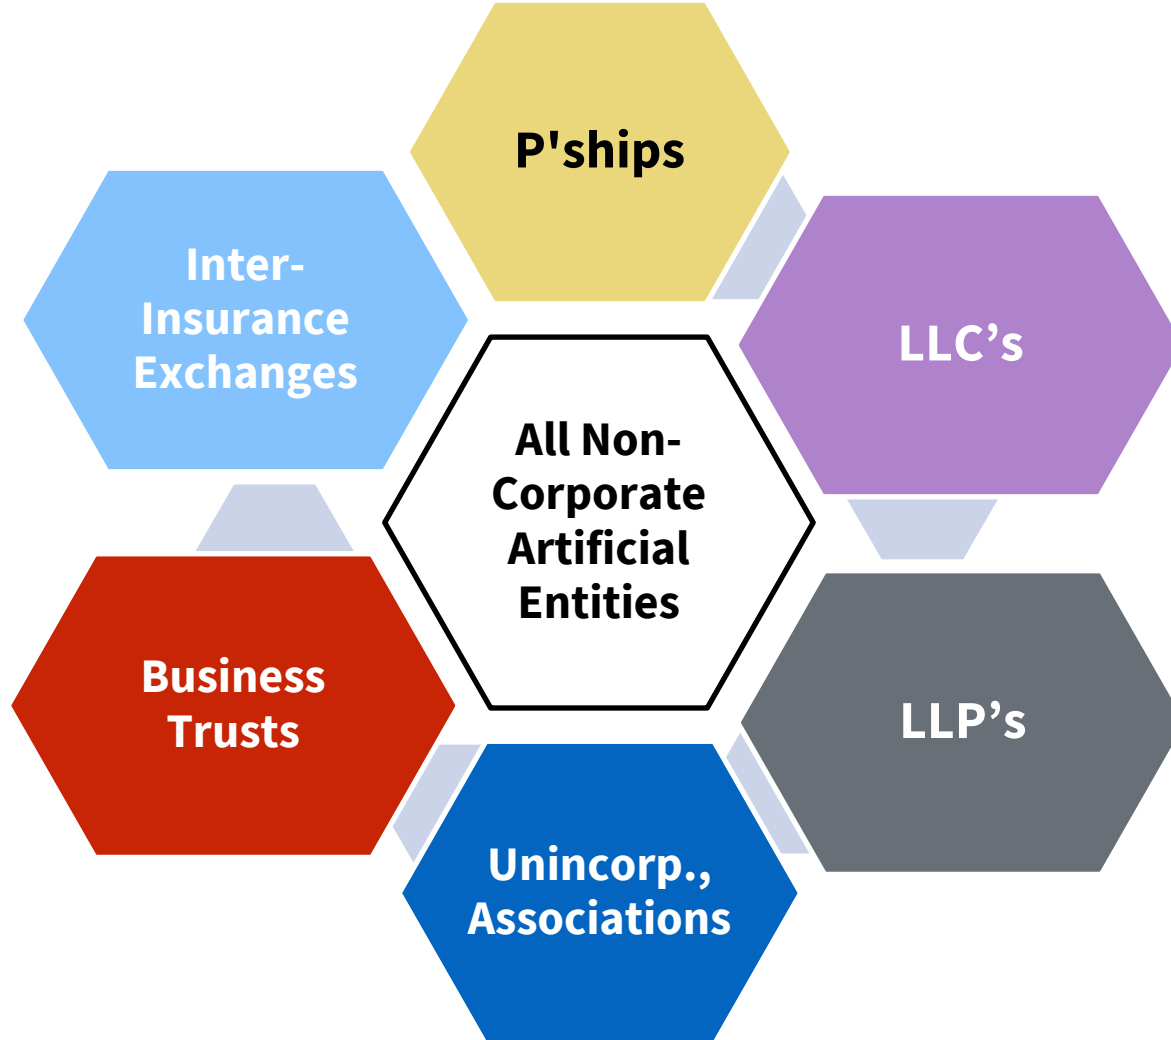 P'ships
Inter-
Insurance
Exchanges
LLC’s
All Non-
Corporate
Artificial
Entities
Business
Trusts
LLP’s
Unincorp.,
Associations